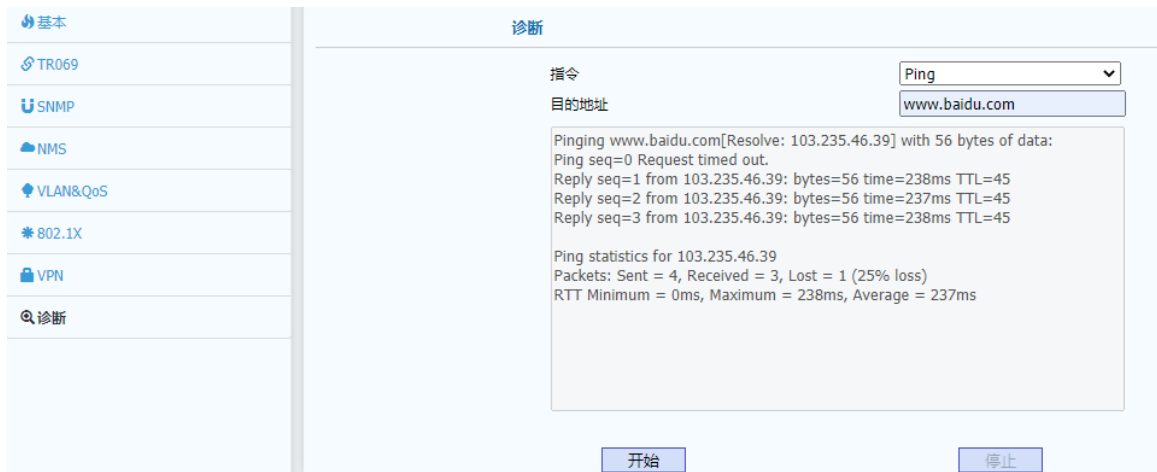 基本
TR069
SNMP
NMS
VLAN&QoS
802.1X
VPN
诊断
诊断
指令 Ping
目的地址 www.baidu.com
Pinging www.baidu.com[Resolve: 103.235.46.39] with 56 bytes of data:
Ping seq=0 Request timed out.
Reply seq=1 from 103.235.46.39: bytes=56 time=238ms TTL=45
Reply seq=2 from 103.235.46.39: bytes=56 time=237ms TTL=45
Reply seq=3 from 103.235.46.39: bytes=56 time=238ms TTL=45
Ping statistics for 103.235.46.39
Packets: Sent = 4, Received = 3, Lost = 1 (25% loss)
RTT Minimum = 0ms, Maximum = 238ms, Average = 237ms
开始 停止